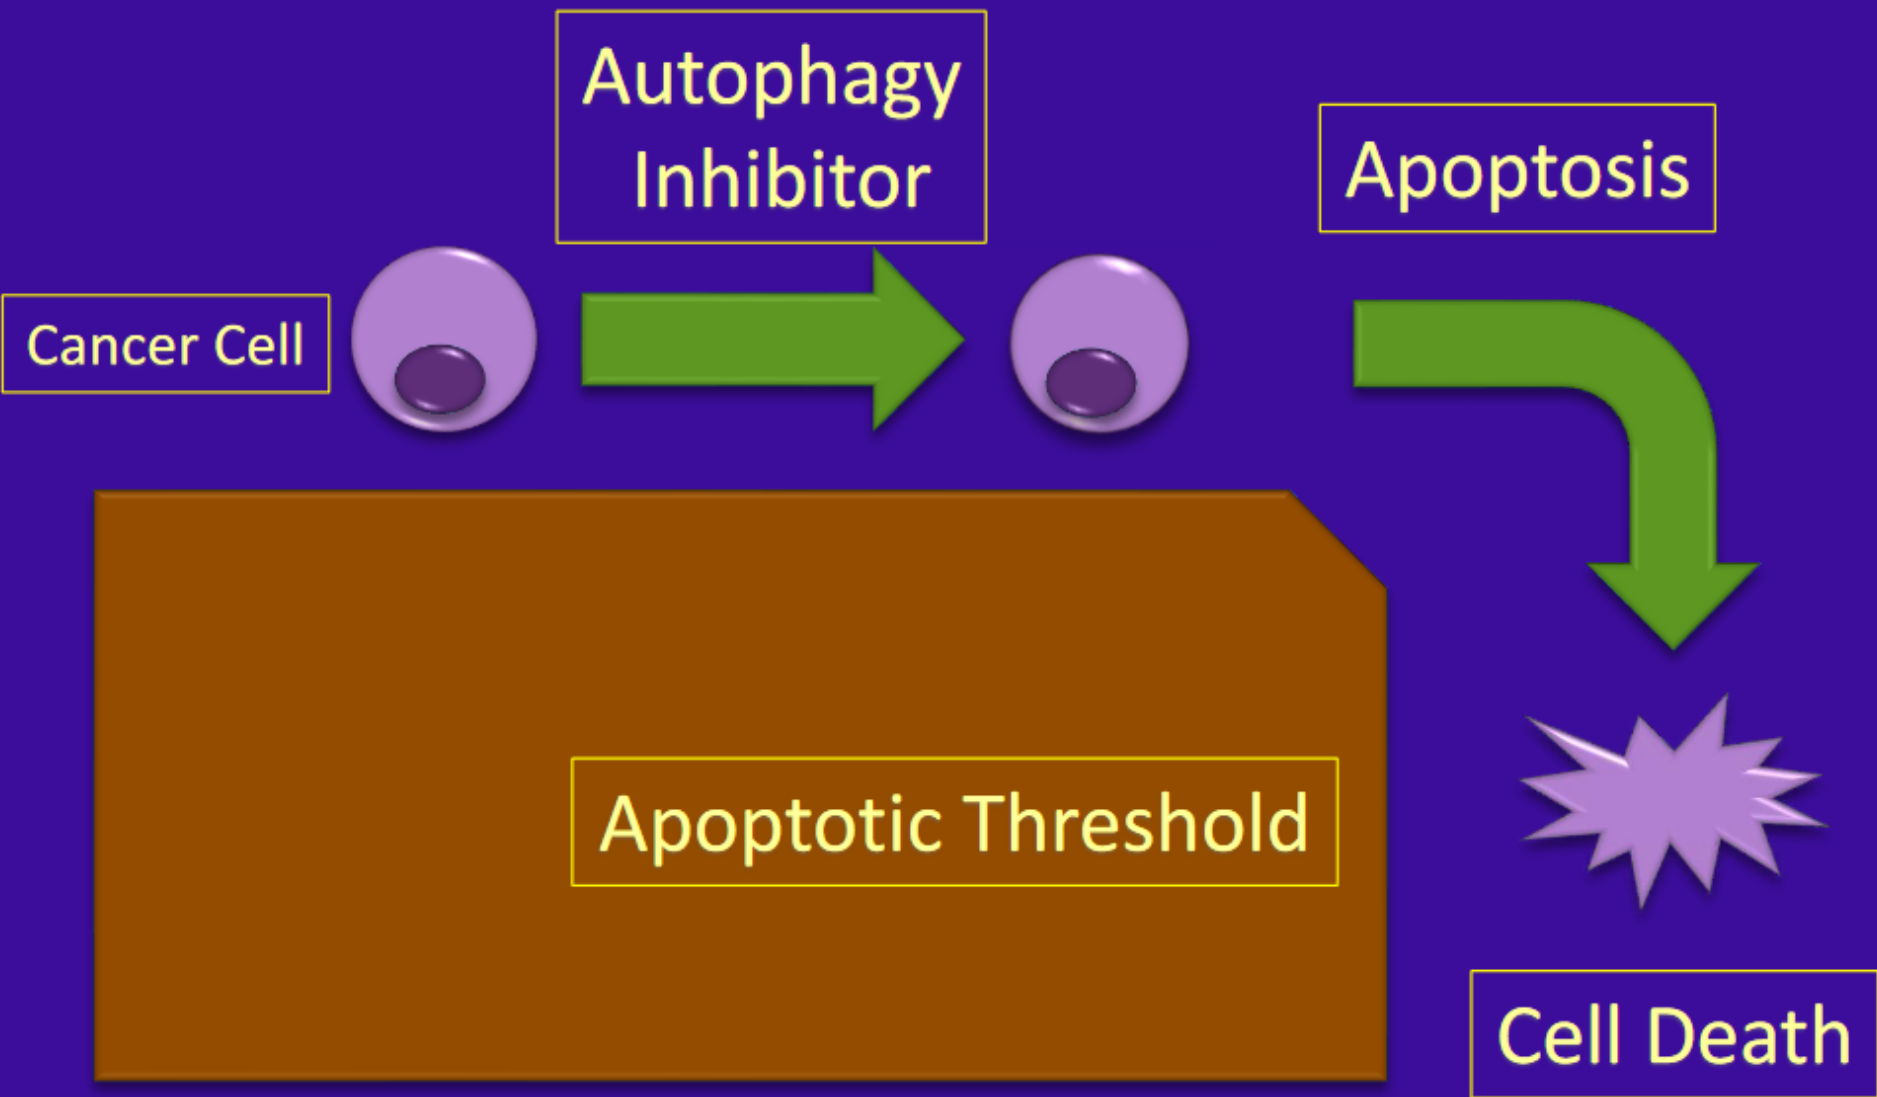 Autophagy
Inhibitor
Apoptosis
Cancer Cell
Apoptotic Threshold
Cell Death